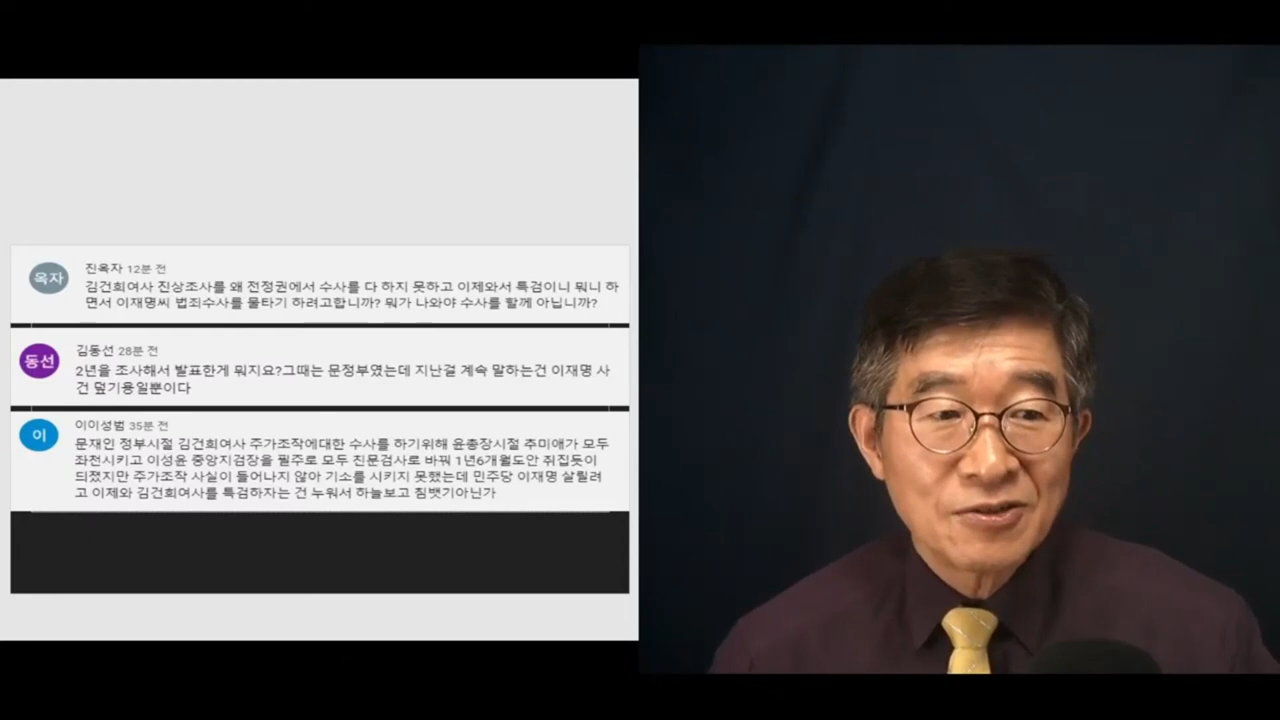 옥자
진옥자 12분 전
김건희여사 진상조사를 왜 전정권에서 수사를 다 하지 못하고 이제와서 특검이니 뭐니 하
면서 이재명씨 법죄수사를 물타기 하려고합니까? 뭐가 나와야 수사를 할께 아닙니까?
동선
김동선 28분 전
2년을 조사해서 발표한게 뭐지요?그때는 문정부였는데 지난걸 계속 말하는건 이재명 사
건 덮기용일뿐이다
이
이이성범 35분 전
문재인 정부시절 김건희여사 주가조작에대한 수사를 하기위해 윤총장시절 추미애가 모두
좌전시키고 이성윤 중앙지검장을 필주로 모두 친문검사로 바꿔 1년6개월도안 쥐집듯이
듸졌지만 주가조작 사실이 들어나지 않아 기소를 시키지 못했는데 민주당 이재명 살릴려
고 이제와 김건희여사를 특검하자는 건 누워서 하늘보고 침뱃기아닌가